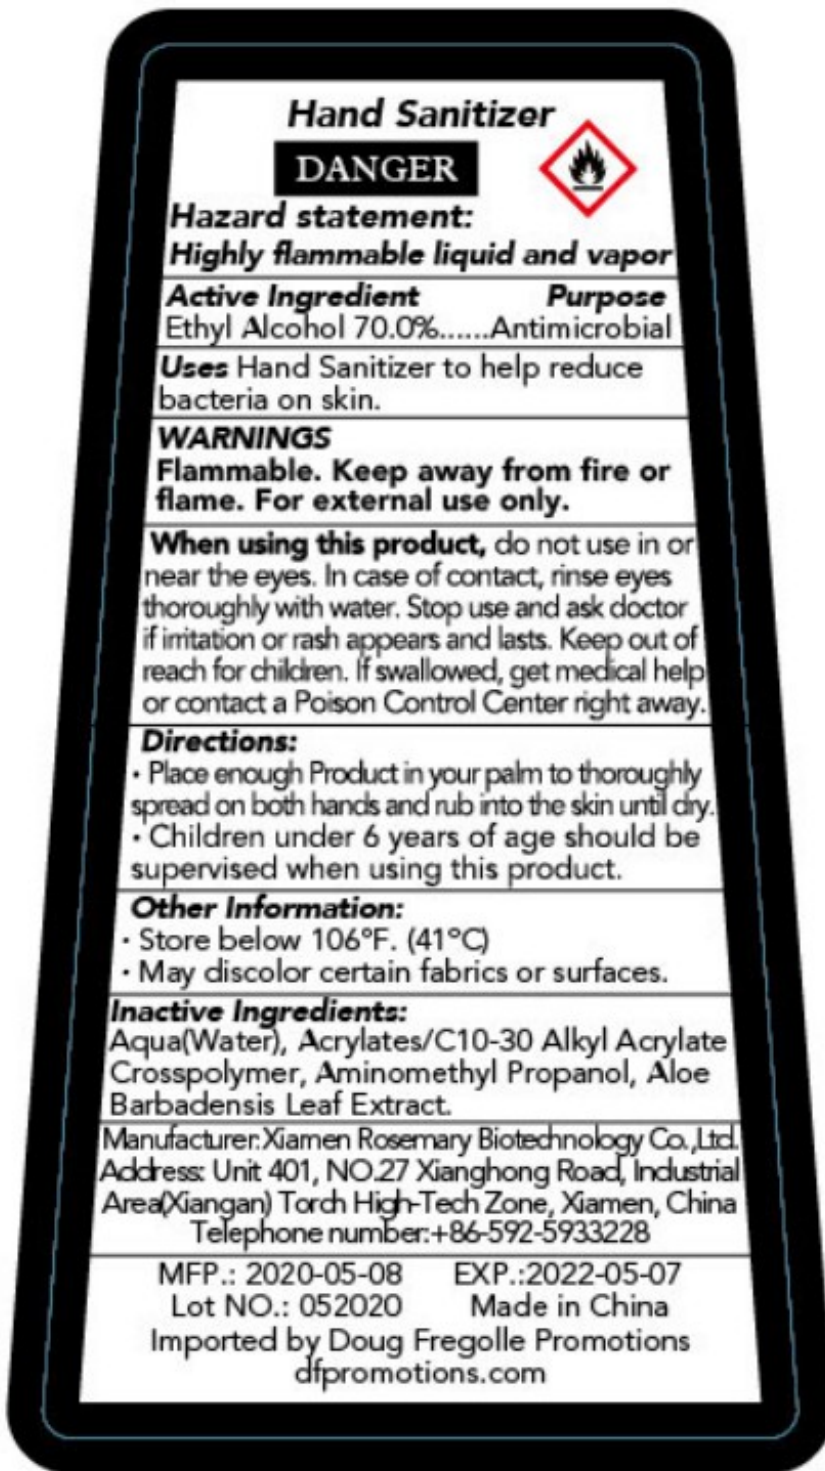 Hand Sanitizer
DANGER
Hazard statement:
Highly flammable liquid and vapor
Active Ingredient Purpose
Ethyl Alcohol 70.0%......Antimicrobial
Uses Hand Sanitizer to help reduce
bacteria on skin.
WARNINGS
Flammable. Keep away from fire or
flame. For external use only.
When using this product, do not use in or
near the eyes. In case of contact, rinse eyes
thoroughly with water. Stop use and ask doctor
if irritation or rash appears and lasts. Keep out of
reach for children. If swallowed, get medical help
or contact a Poison Control Center right away.
Directions:
· Place enough Product in your palm to thoroughly
spread on both hands and rub into the skin until dry.
· Children under 6 years of age should be
supervised when using this product.
Other Information:
· Store below 106°F. (41°C)
· May discolor certain fabrics or surfaces.
Inactive Ingredients:
Aqua(Water), Acrylates/C10-30 Alkyl Acrylate
Crosspolymer, Aminomethyl Propanol, Aloe
Barbadensis Leaf Extract.
Manufacturer:Xiamen Rosemary Biotechnology Co.,Ltd.
Address: Unit 401, NO.27 Xianghong Road, Industrial
Area(Xiangan) Torch High-Tech Zone, Xiamen, China
Telephone number:+86-592-5933228
MFP.: 2020-05-08 EXP.:2022-05-07
Lot NO.: 052020 Made in China
Imported by Doug Fregolle Promotions
dfpromotions.com